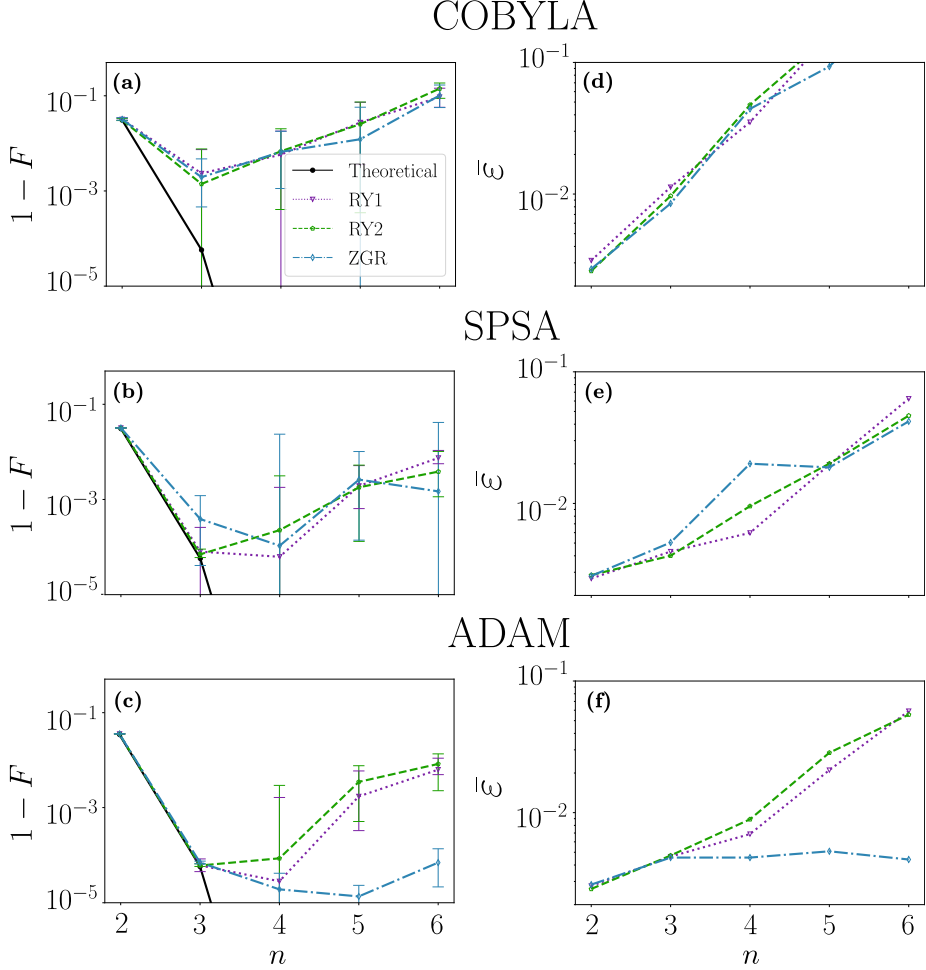 COBYLA
(a)
10⁻¹
10⁻³
10⁻⁵
1 − F
Theoretical
RY1
RY2
ZGR
(d)
10⁻¹
10⁻²
ε̄
SPSA
(b)
10⁻¹
10⁻³
10⁻⁵
1 − F
(e)
10⁻¹
10⁻²
ε̄
ADAM
(c)
10⁻¹
10⁻³
10⁻⁵
1 − F
2 3 4 5 6
n
(f)
10⁻¹
10⁻²
ε̄
2 3 4 5 6
n